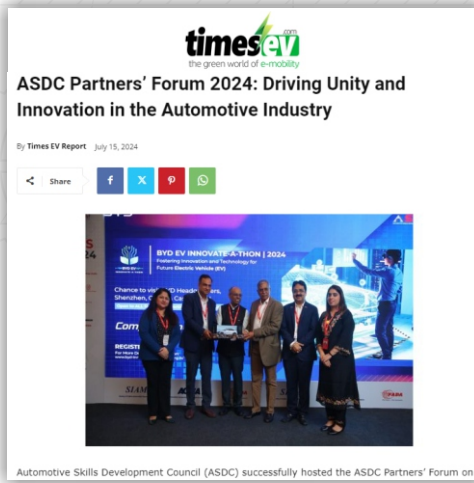 timesev
.com
the green world of e-mobility
ASDC Partners' Forum 2024: Driving Unity and
Innovation in the Automotive Industry
By Times EV Report July 15, 2024
Share
BYD EV INNOVATE-A-THON | 2024
Fostering Innovation and Technology for
Future Electric Vehicle (EV)
Chance to
Headquarters,
Shenzhen,
REGIST
SIAM
Automotive Skills Development Council (ASDC) successfully hosted the ASDC Partners' Forum on